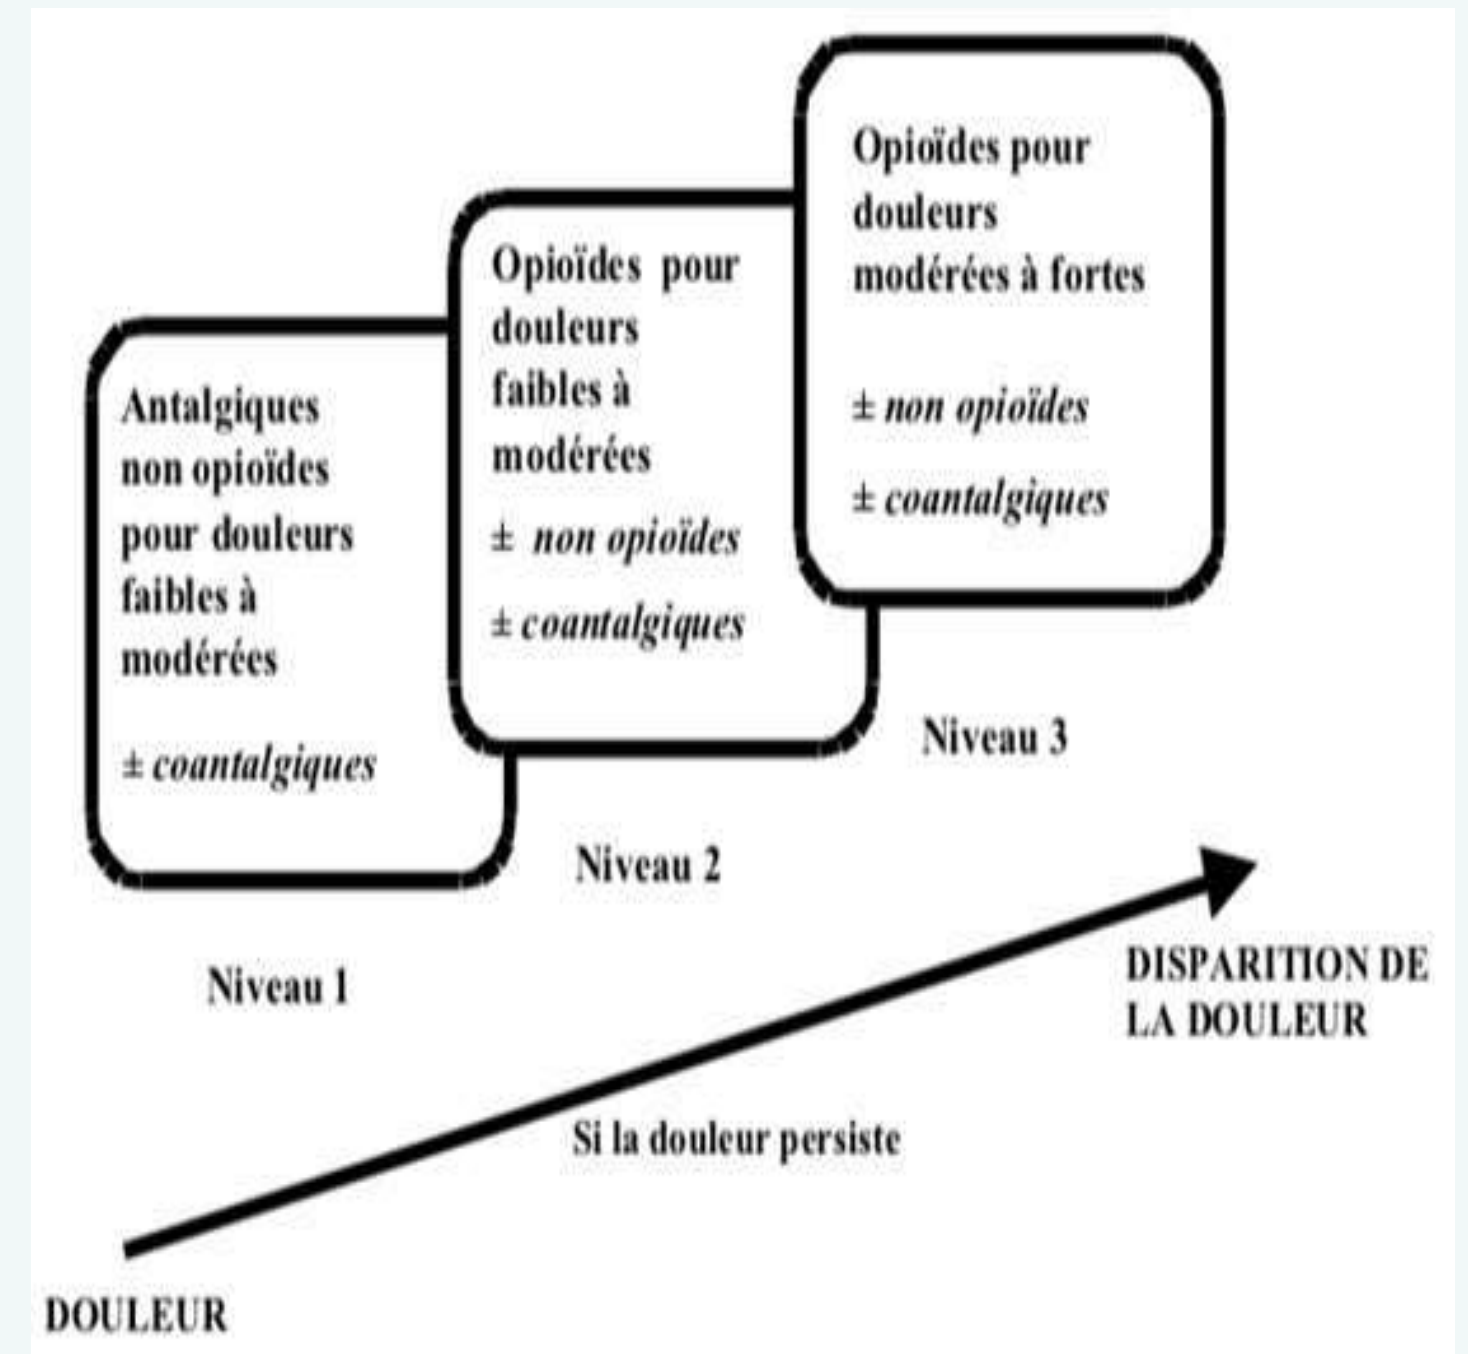 Antalgiques
non opioïdes
pour douleurs
faibles à
modérées
± coantalgiques
Niveau 1
Opioïdes pour
douleurs
faibles à
modérées
± non opioïdes
± coantalgiques
Niveau 2
Opioïdes pour
douleurs
modérées à fortes
± non opioïdes
± coantalgiques
Niveau 3
DISPARITION DE
LA DOULEUR
Si la douleur persiste
DOULEUR